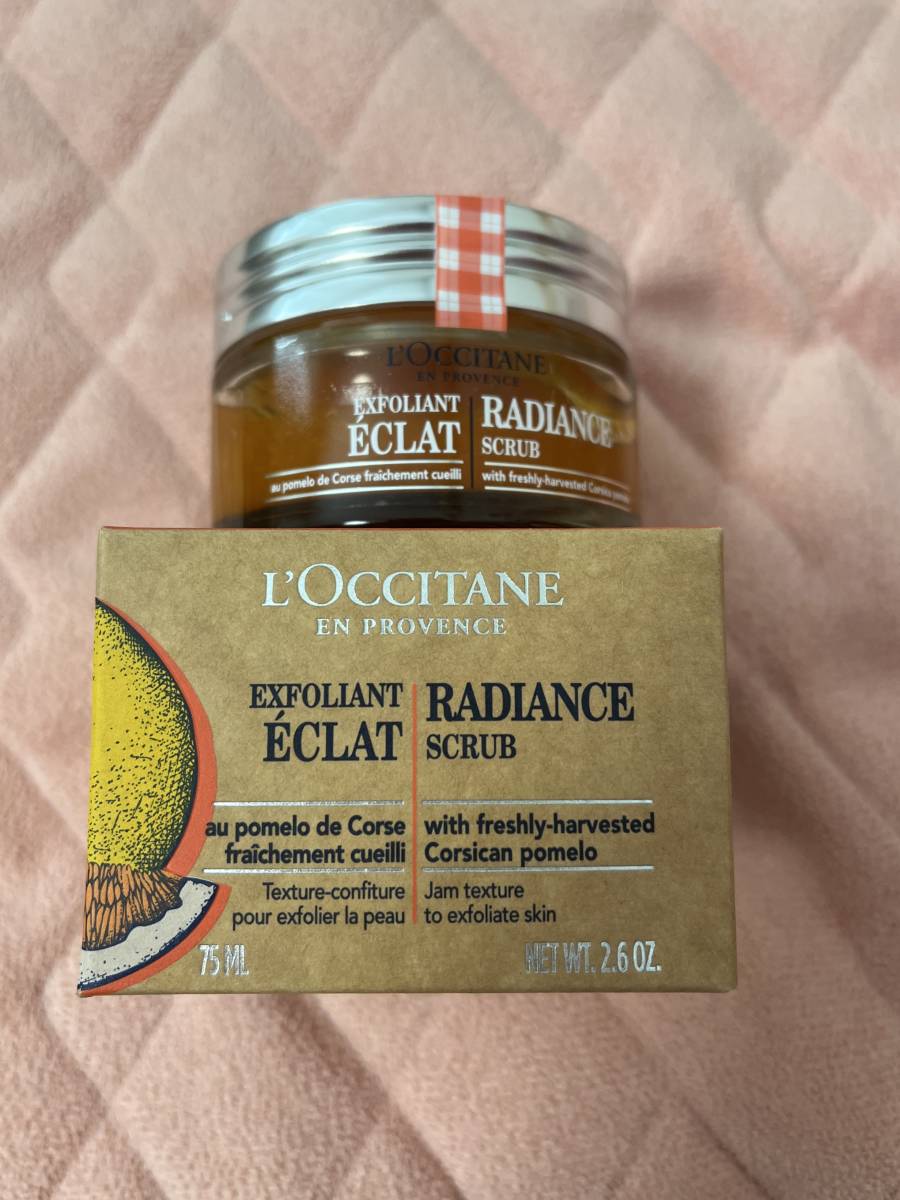 L'OCCITANE
EN PROVENCE
EXFOLIANT
ÉCLAT
au pomelo de Corse fraîchement cueilli
RADIANCE
SCRUB
with freshly-harvested Corsica pomelo
L'OCCITANE
EN PROVENCE
EXFOLIANT
ÉCLAT
RADIANCE
SCRUB
au pomelo de Corse
fraîchement cueilli
with freshly-harvested
Corsican pomelo
Texture-confiture
pour exfolier la peau
Jam texture
to exfoliate skin
75 ML
NET WT. 2.6 OZ.